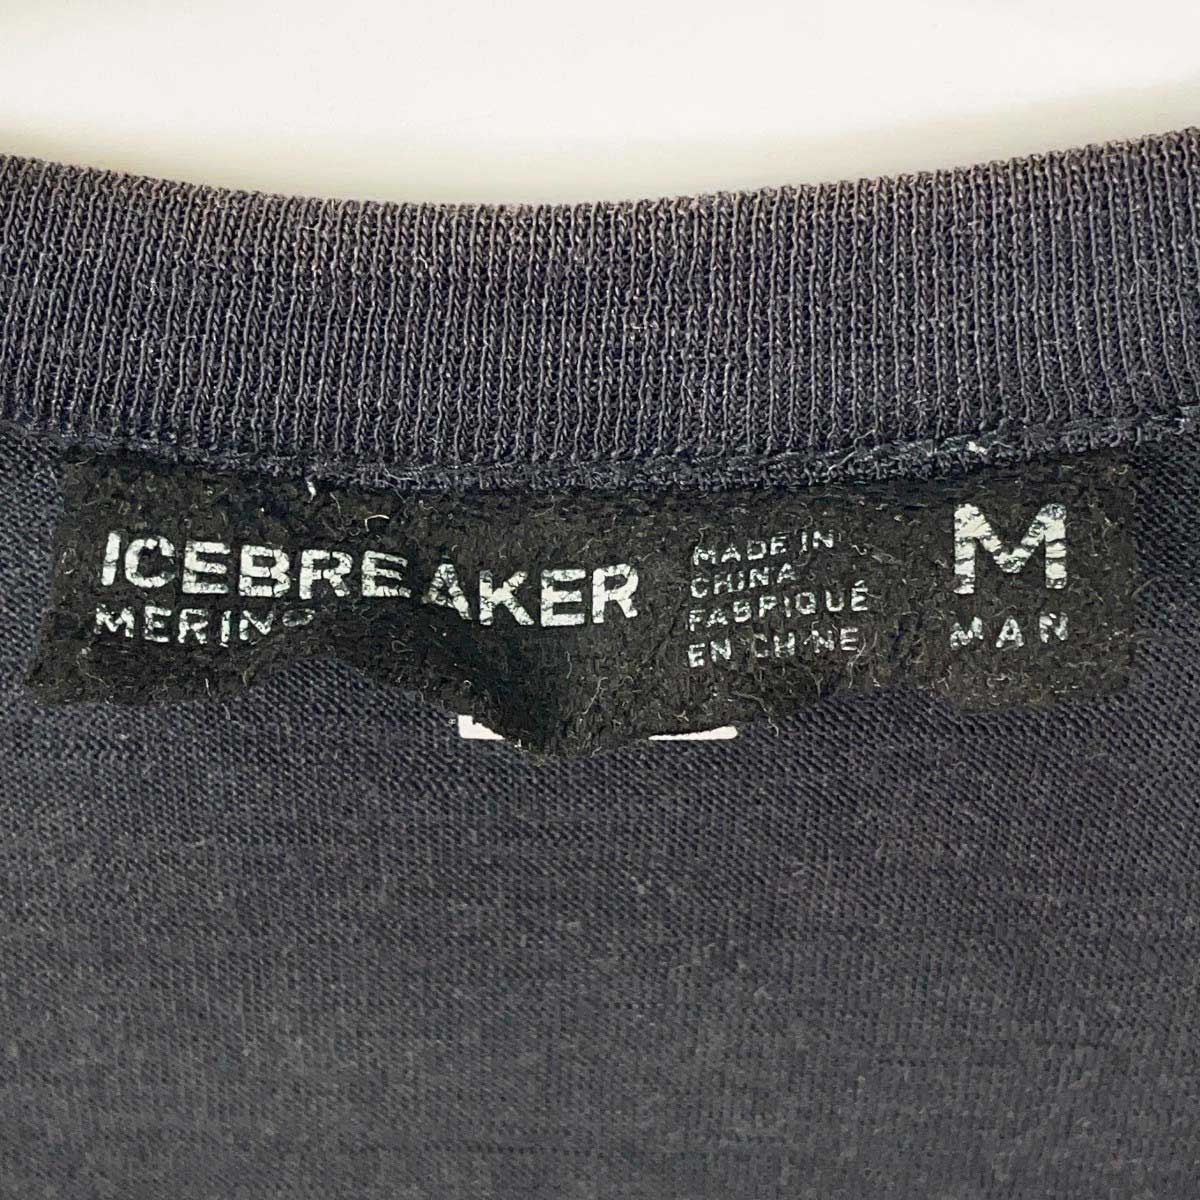 ICEBREAKER
MERINO
MADE IN
CHINA
FABRIQUÉ
EN CHINE
M
MAN